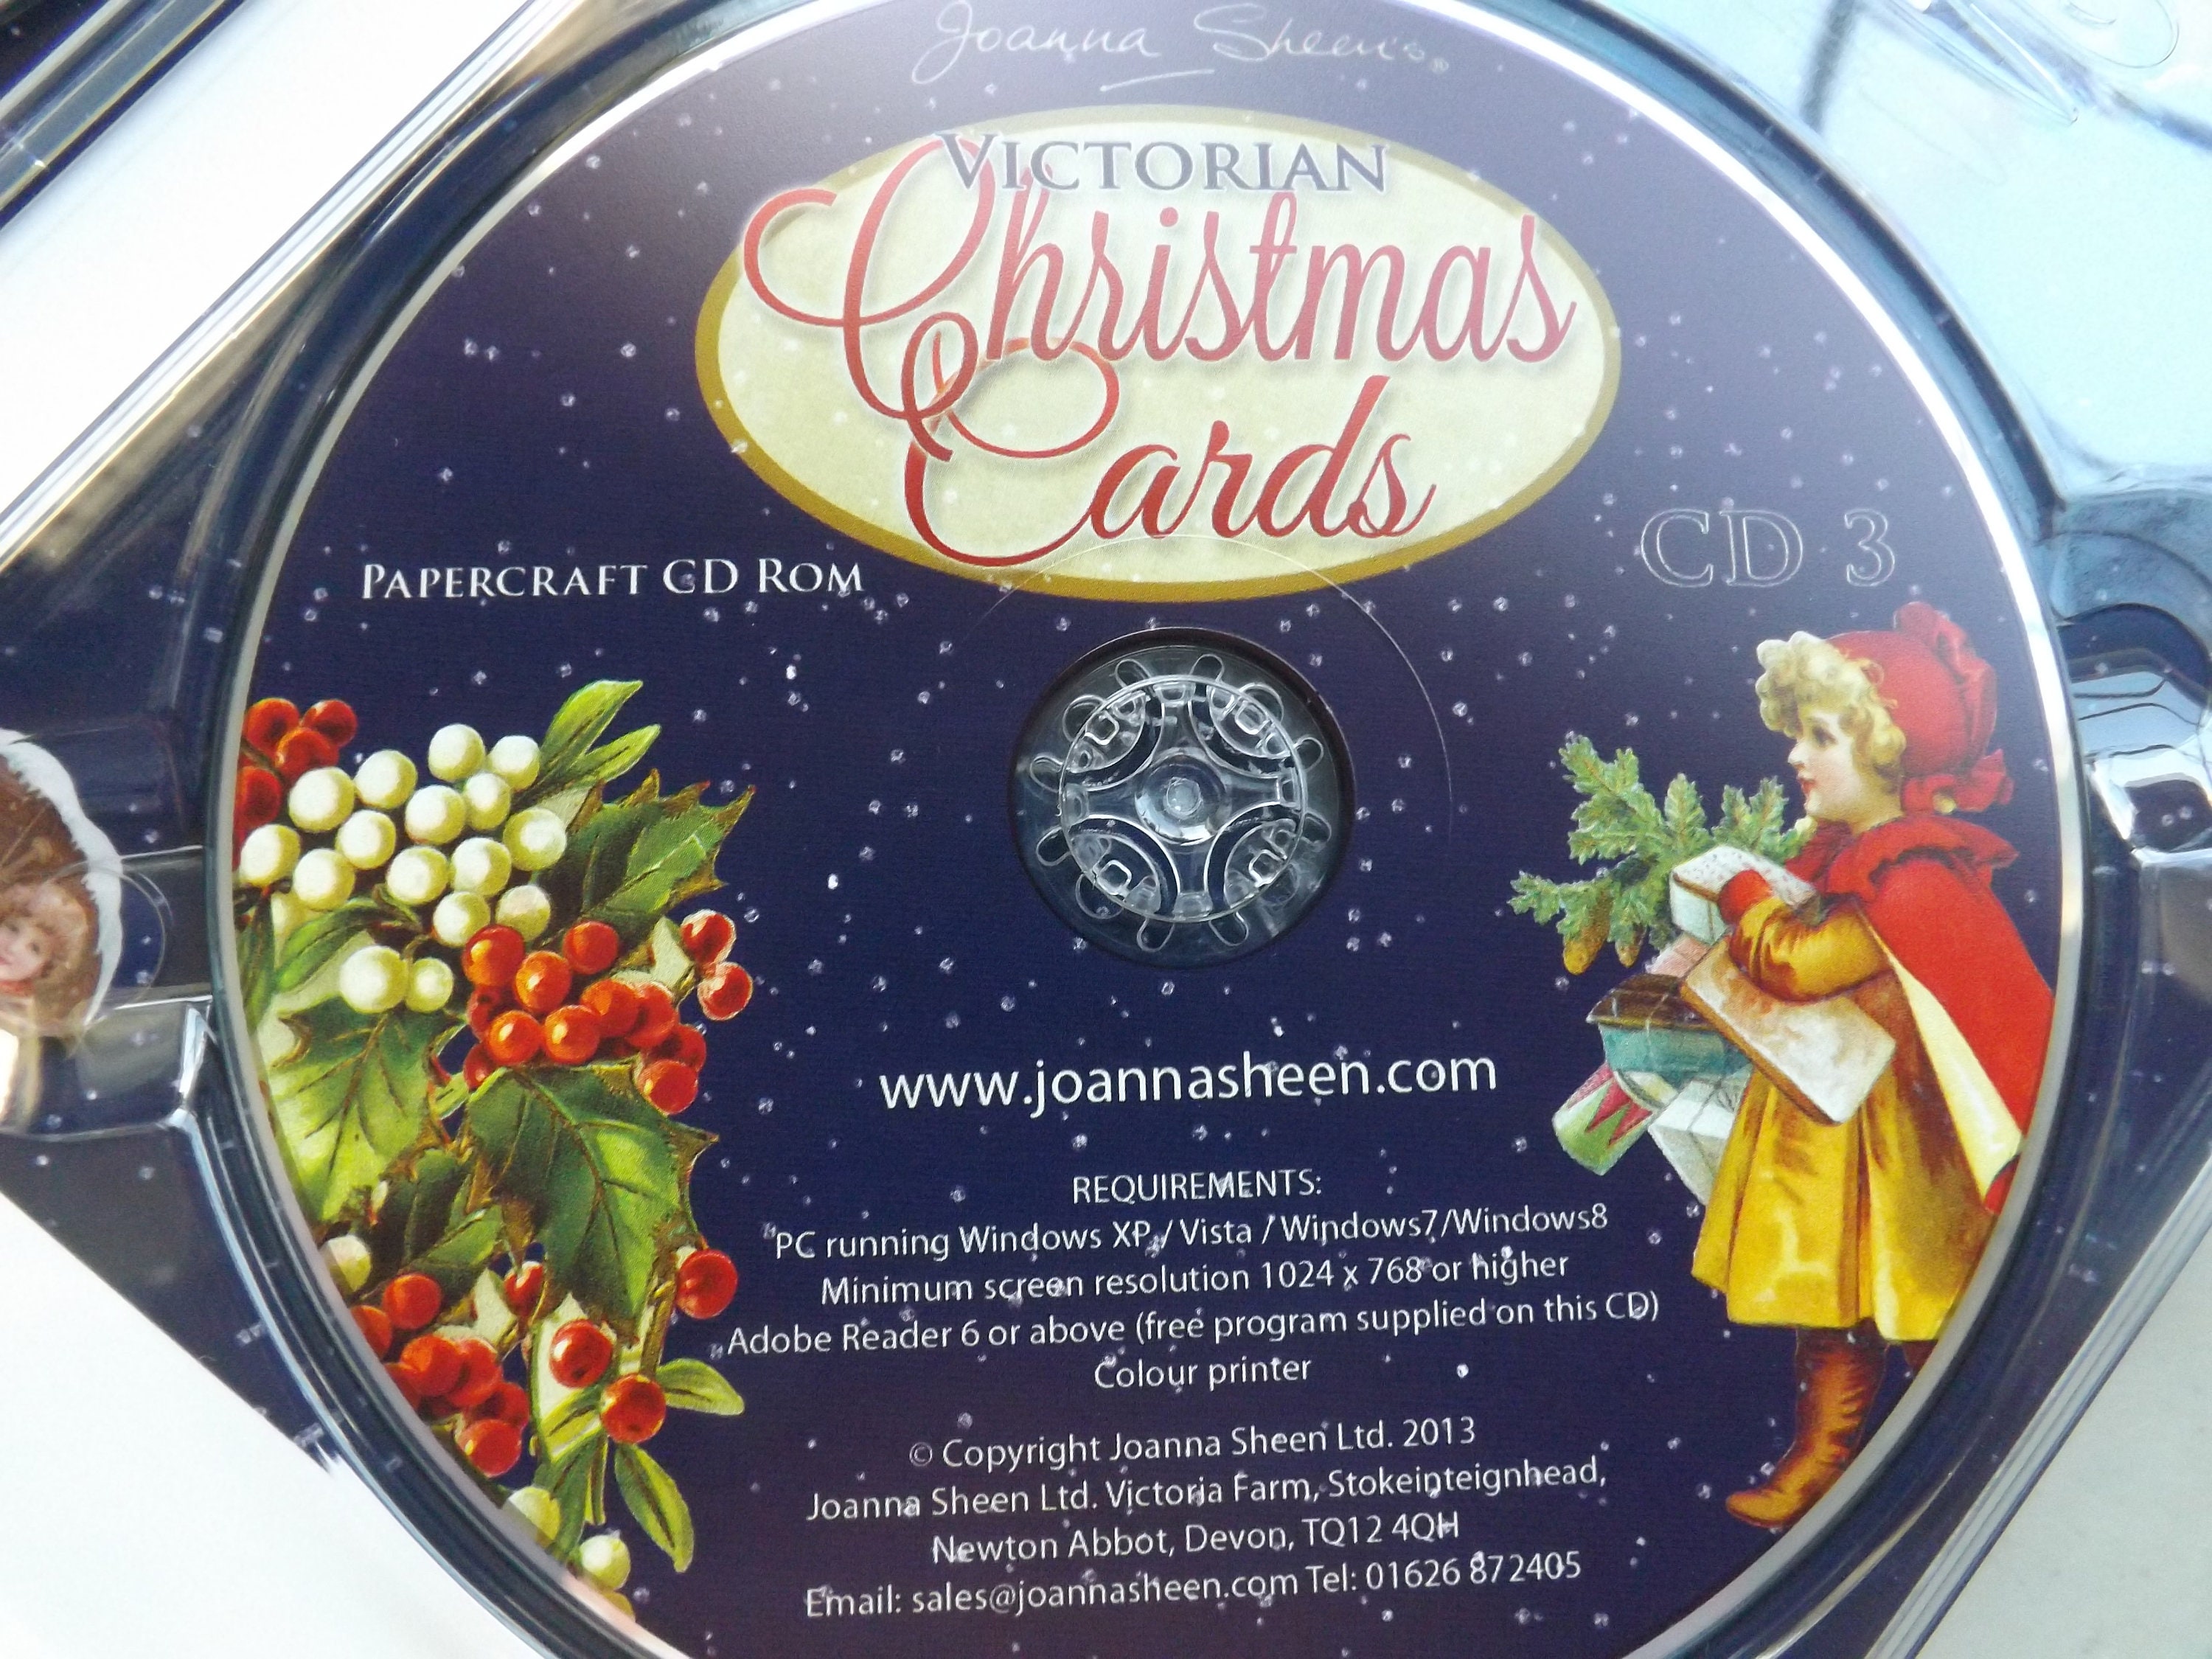 Joanna Sheen's®
VICTORIAN
Christmas
Cards
PAPERCRAFT CD ROM
CD 3
www.joannasheen.com
REQUIREMENTS:
PC running Windows XP / Vista / Windows7/Windows8
Minimum screen resolution 1024 x 768 or higher
Adobe Reader 6 or above (free program supplied on this CD)
Colour printer
© Copyright Joanna Sheen Ltd. 2013
Joanna Sheen Ltd. Victoria Farm, Stokeinteignhead,
Newton Abbot, Devon, TQ12 4QH
Email: sales@joannasheen.com Tel: 01626 872405